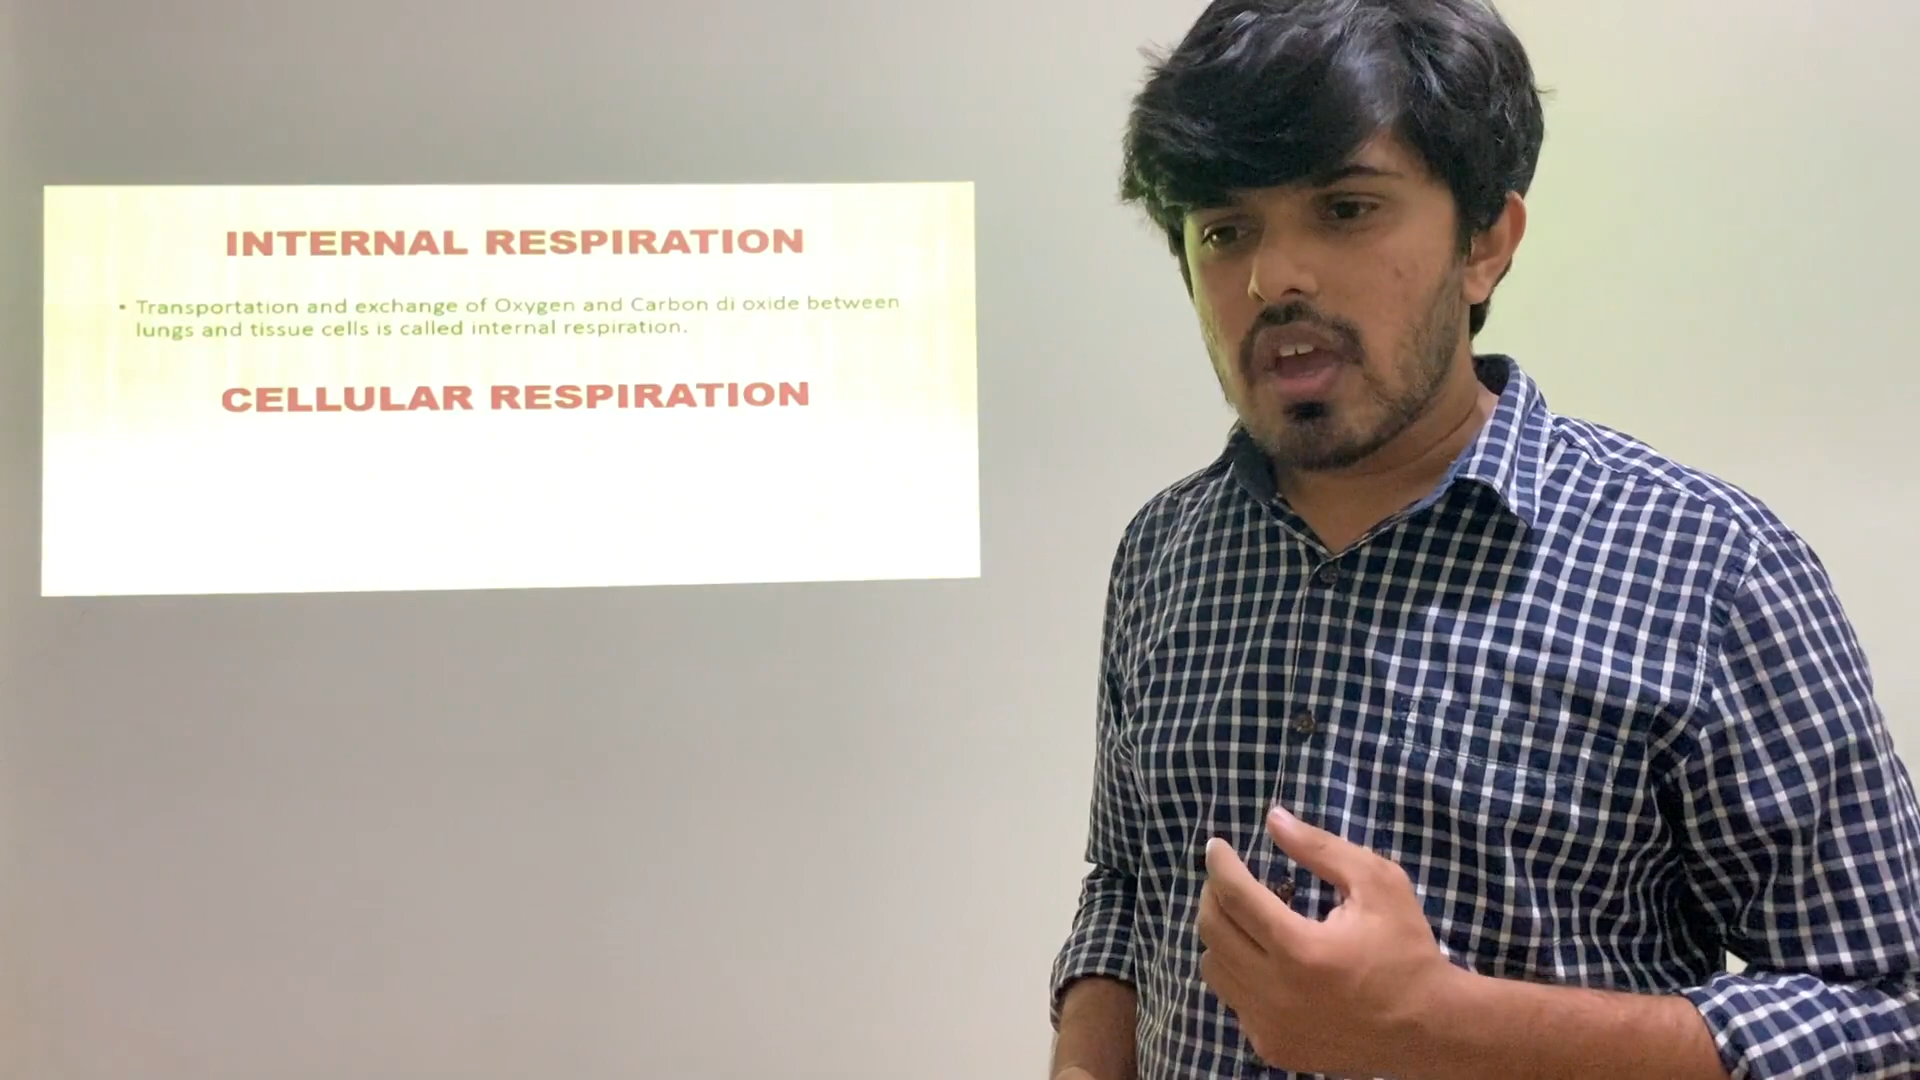 INTERNAL RESPIRATION
• Transportation and exchange of Oxygen and Carbon di oxide between
lungs and tissue cells is called internal respiration.
CELLULAR RESPIRATION